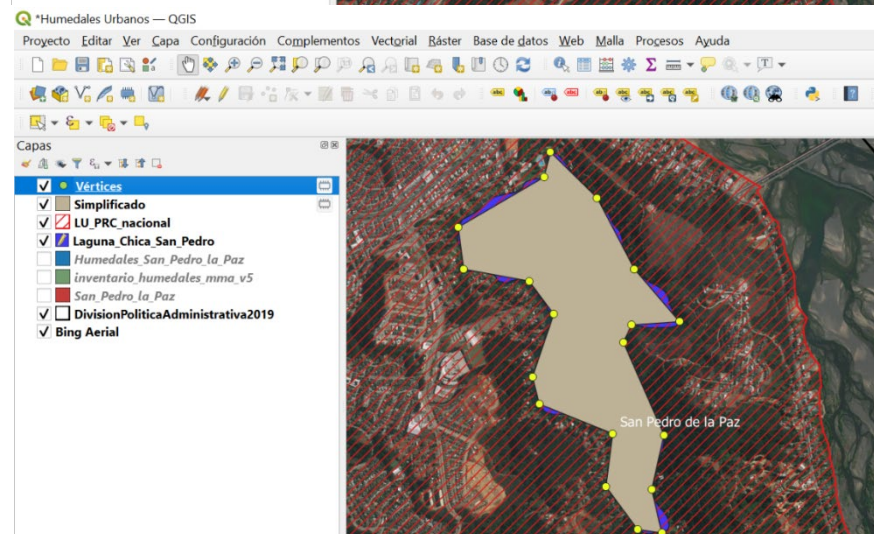 *Humedales Urbanos — QGIS
Proyecto Editar Ver Capa Configuración Complementos Vectorial Ráster Base de datos Web Malla Procesos Ayuda
Capas
Vértices
Simplificado
LU_PRC_nacional
Laguna_Chica_San_Pedro
Humedales_San_Pedro_la_Paz
inventario_humedales_mma_v5
San_Pedro_la_Paz
DivisionPoliticaAdministrativa2019
Bing Aerial
San Pedro de la Paz